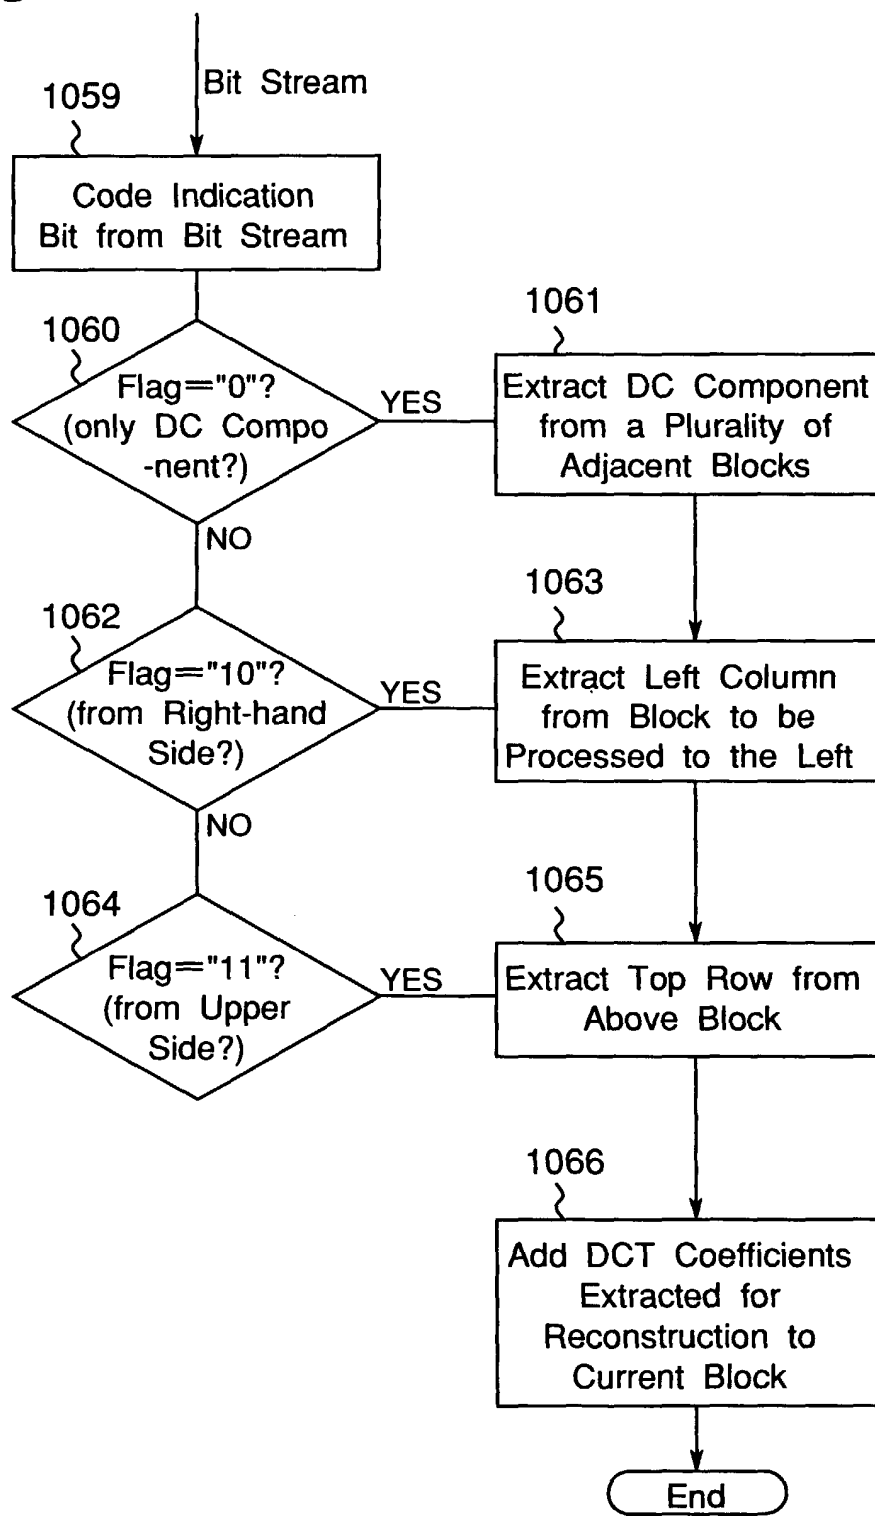 Bit Stream
1059
Code Indication
Bit from Bit Stream
1060
Flag="0"?
(only DC Compo
-nent?)
YES
NO
1061
Extract DC Component
from a Plurality of
Adjacent Blocks
1062
Flag="10"?
(from Right-hand
Side?)
YES
NO
1063
Extract Left Column
from Block to be
Processed to the Left
1064
Flag="11"?
(from Upper
Side?)
YES
1065
Extract Top Row from
Above Block
1066
Add DCT Coefficients
Extracted for
Reconstruction to
Current Block
End